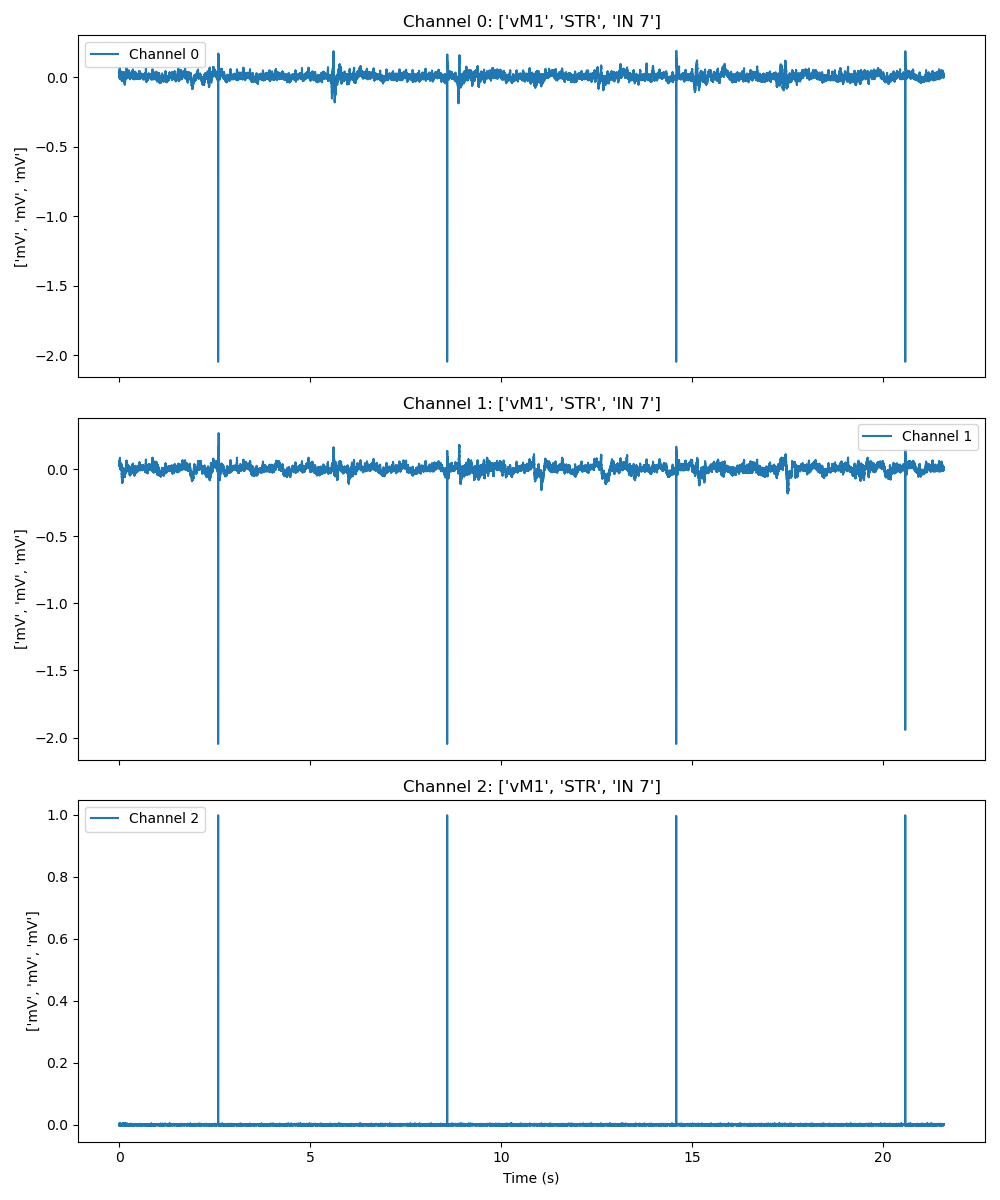 Channel 0: ['vM1', 'STR', 'IN 7']
Channel 0
0.0
−0.5
−1.0
−1.5
−2.0
['mV', 'mV', 'mV']
Channel 1: ['vM1', 'STR', 'IN 7']
Channel 1
0.0
−0.5
−1.0
−1.5
−2.0
['mV', 'mV', 'mV']
Channel 2: ['vM1', 'STR', 'IN 7']
Channel 2
1.0
0.8
0.6
0.4
0.2
0.0
['mV', 'mV', 'mV']
0 5 10 15 20
Time (s)